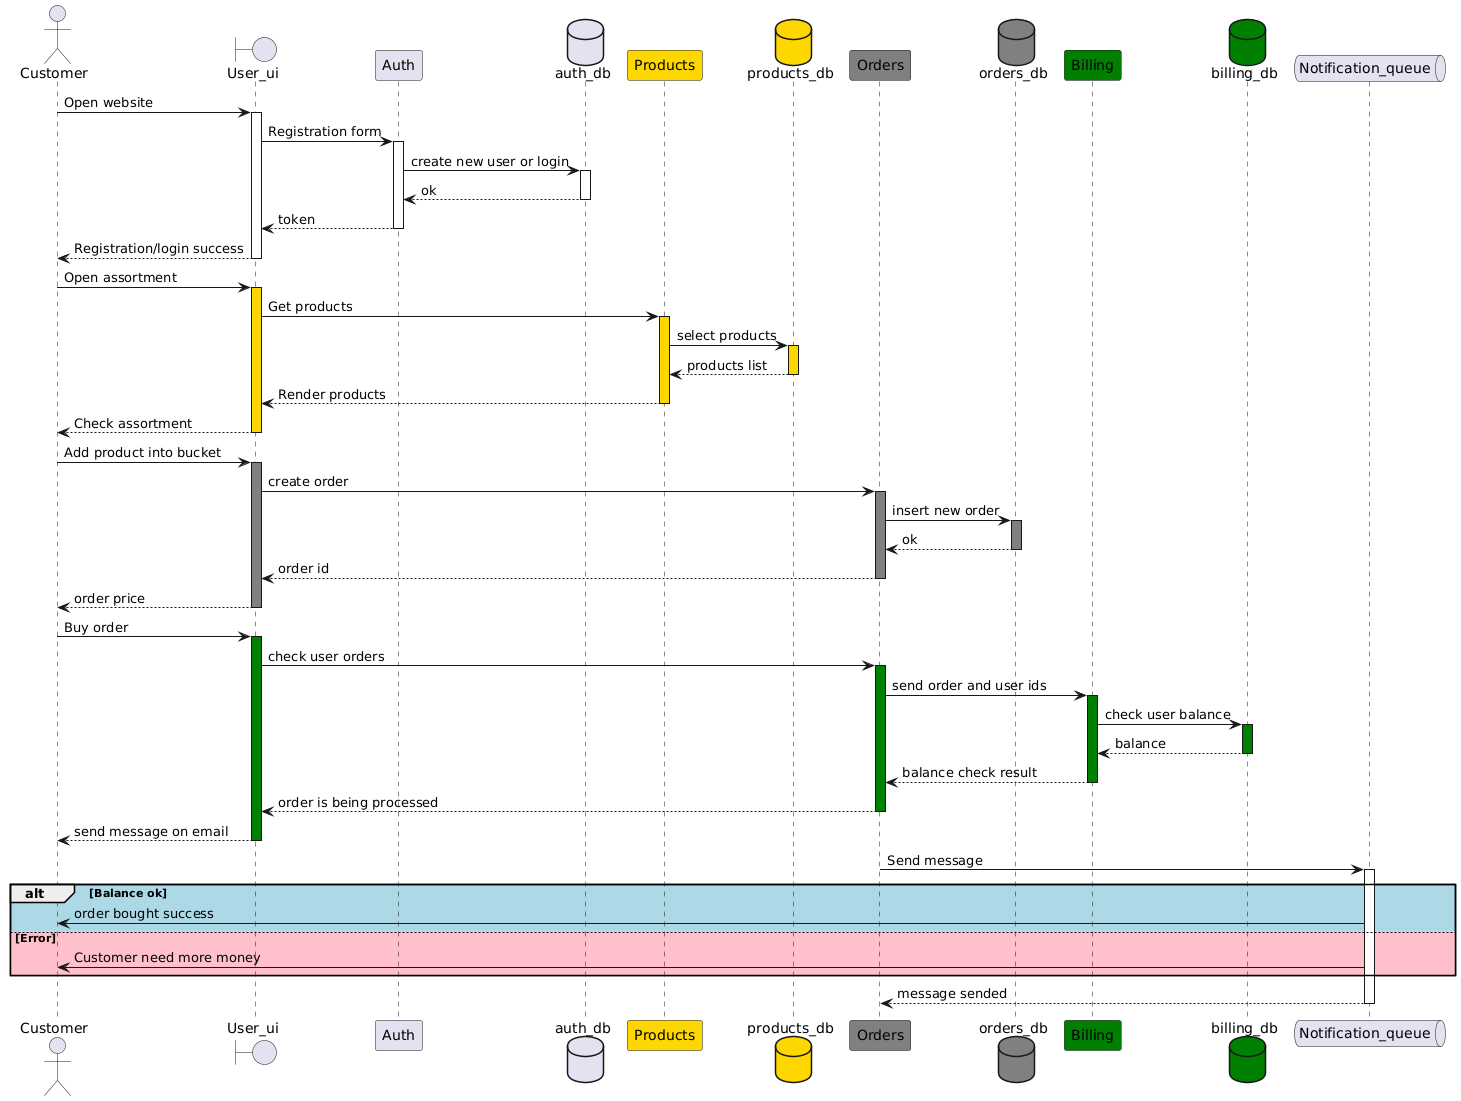 Customer
User_ui
Auth
auth_db
Products
products_db
Orders
orders_db
Billing
billing_db
Notification_queue
Open website
Registration form
create new user or login
ok
token
Registration/login success
Open assortment
Get products
select products
products list
Render products
Check assortment
Add product into bucket
create order
insert new order
ok
order id
order price
Buy order
check user orders
send order and user ids
check user balance
balance
balance check result
order is being processed
send message on email
Send message
alt [Balance ok]
order bought success
[Error]
Customer need more money
message sended
Customer
User_ui
Auth
auth_db
Products
products_db
Orders
orders_db
Billing
billing_db
Notification_queue